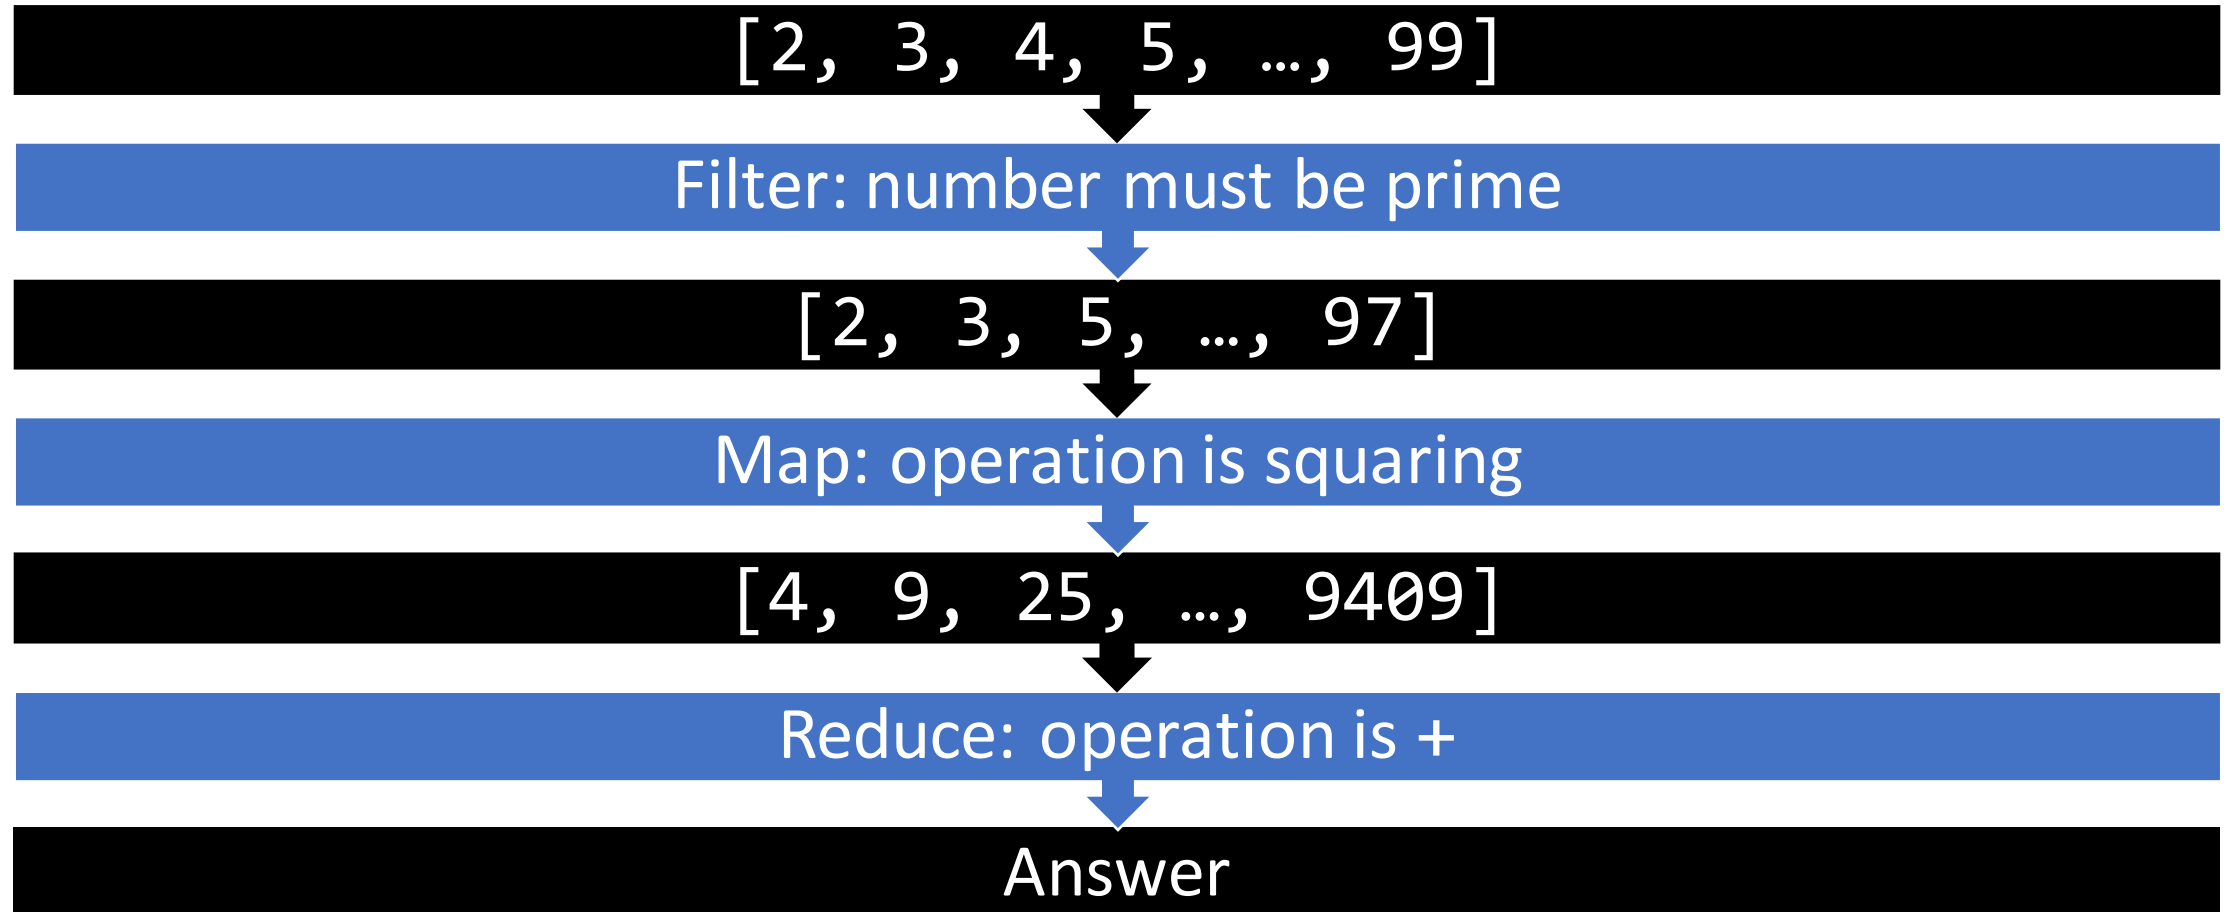 [2, 3, 4, 5, …, 99]
Filter: number must be prime
[2, 3, 5, …, 97]
Map: operation is squaring
[4, 9, 25, …, 9409]
Reduce: operation is +
Answer